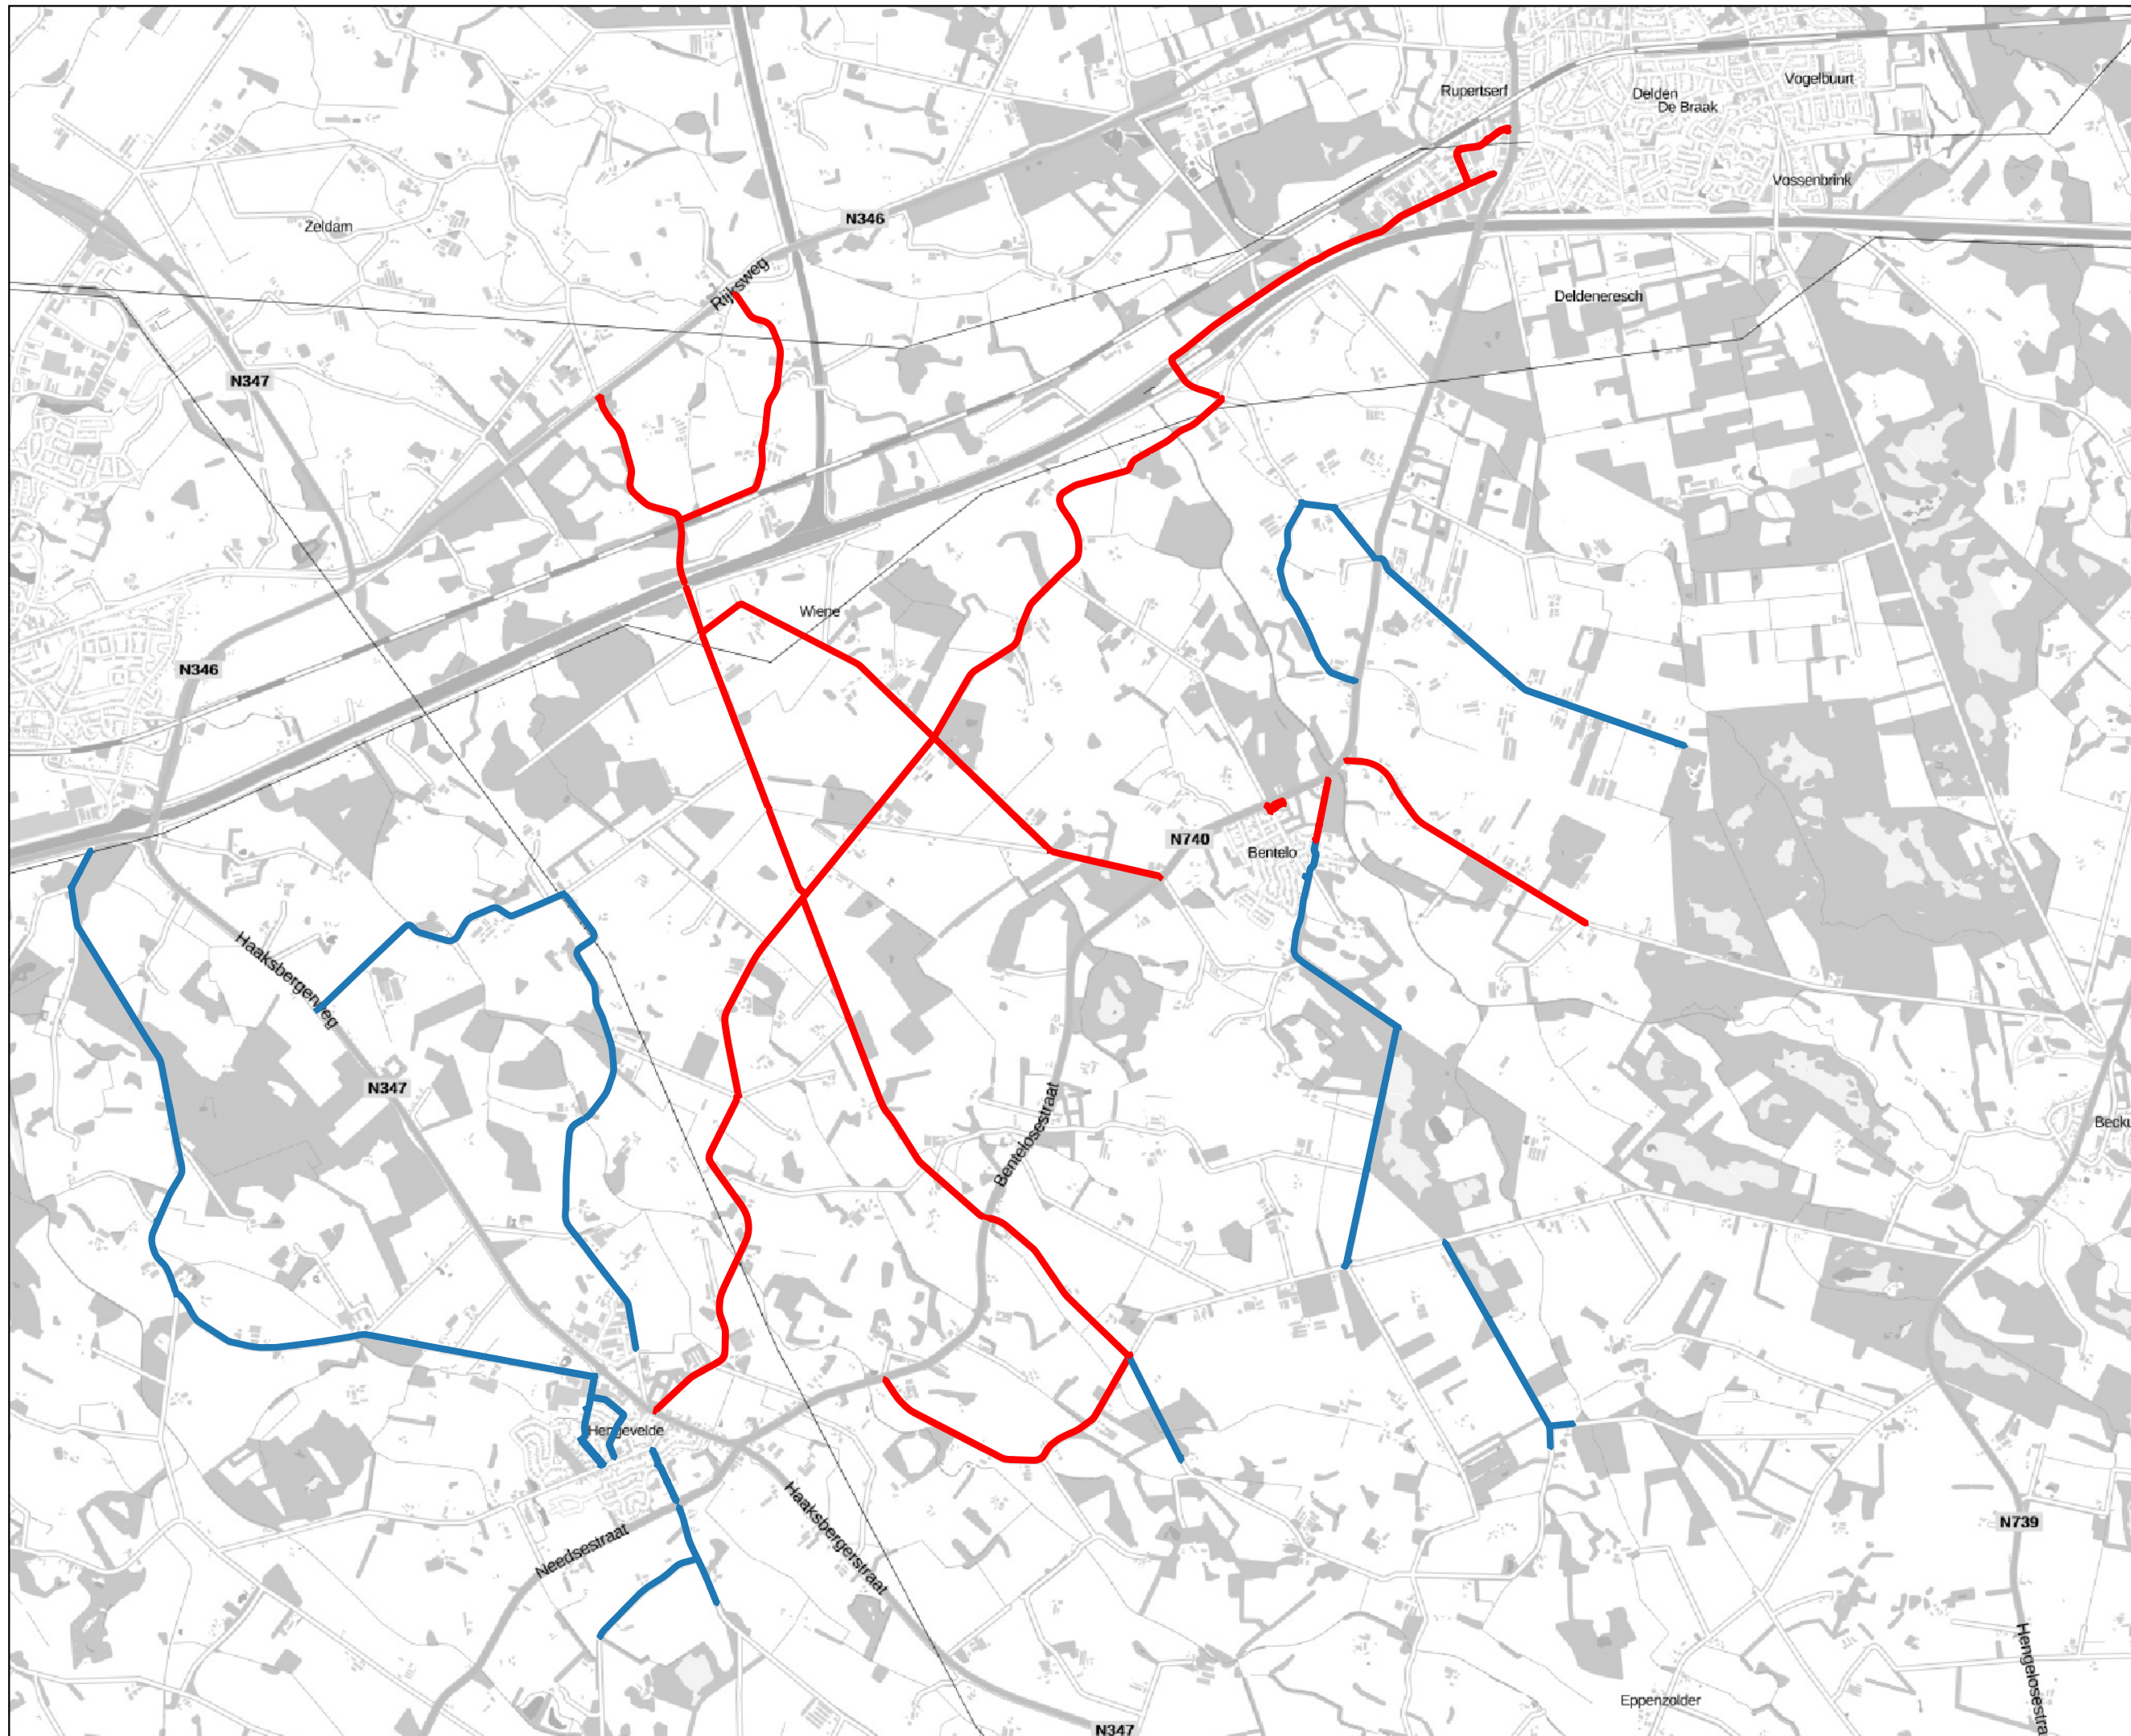 Vogelbuurt
Rupertserf
Delden
De Braak
Vossenbrink
N346
Zeldam
Rijksweg
Deldeneresch
N347
Wiene
N346
N740
Bentelo
Haaksbergerweg
N347
Bentelosestraat
Becku
Hengevelde
Haaksbergerstraat
Needsestraat
N739
Hengelosestra
Eppenzolder
N347